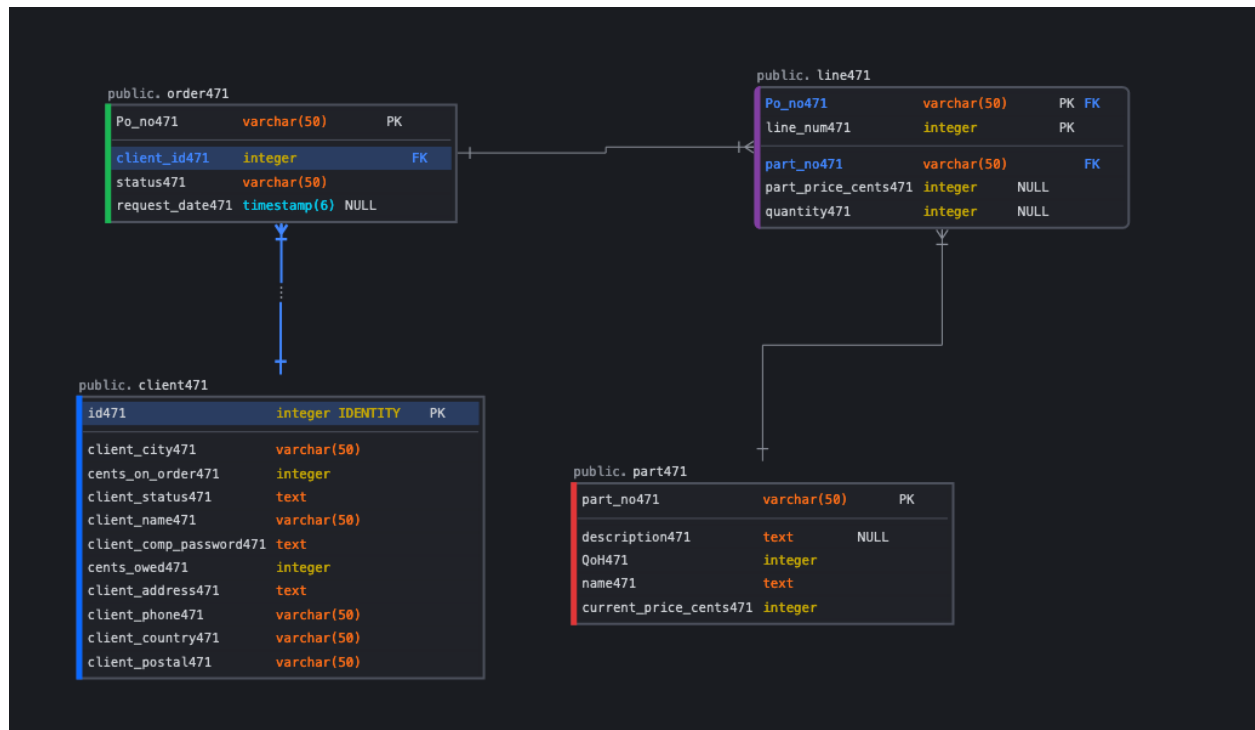 public. order471
Po_no471 varchar(50) PK
client_id471 integer FK
status471 varchar(50)
request_date471 timestamp(6) NULL
public. line471
Po_no471 varchar(50) PK FK
line_num471 integer PK
part_no471 varchar(50) FK
part_price_cents471 integer NULL
quantity471 integer NULL
public. client471
id471 integer IDENTITY PK
client_city471 varchar(50)
cents_on_order471 integer
client_status471 text
client_name471 varchar(50)
client_comp_password471 text
cents_owed471 integer
client_address471 text
client_phone471 varchar(50)
client_country471 varchar(50)
client_postal471 varchar(50)
public. part471
part_no471 varchar(50) PK
description471 text NULL
QoH471 integer
name471 text
current_price_cents471 integer